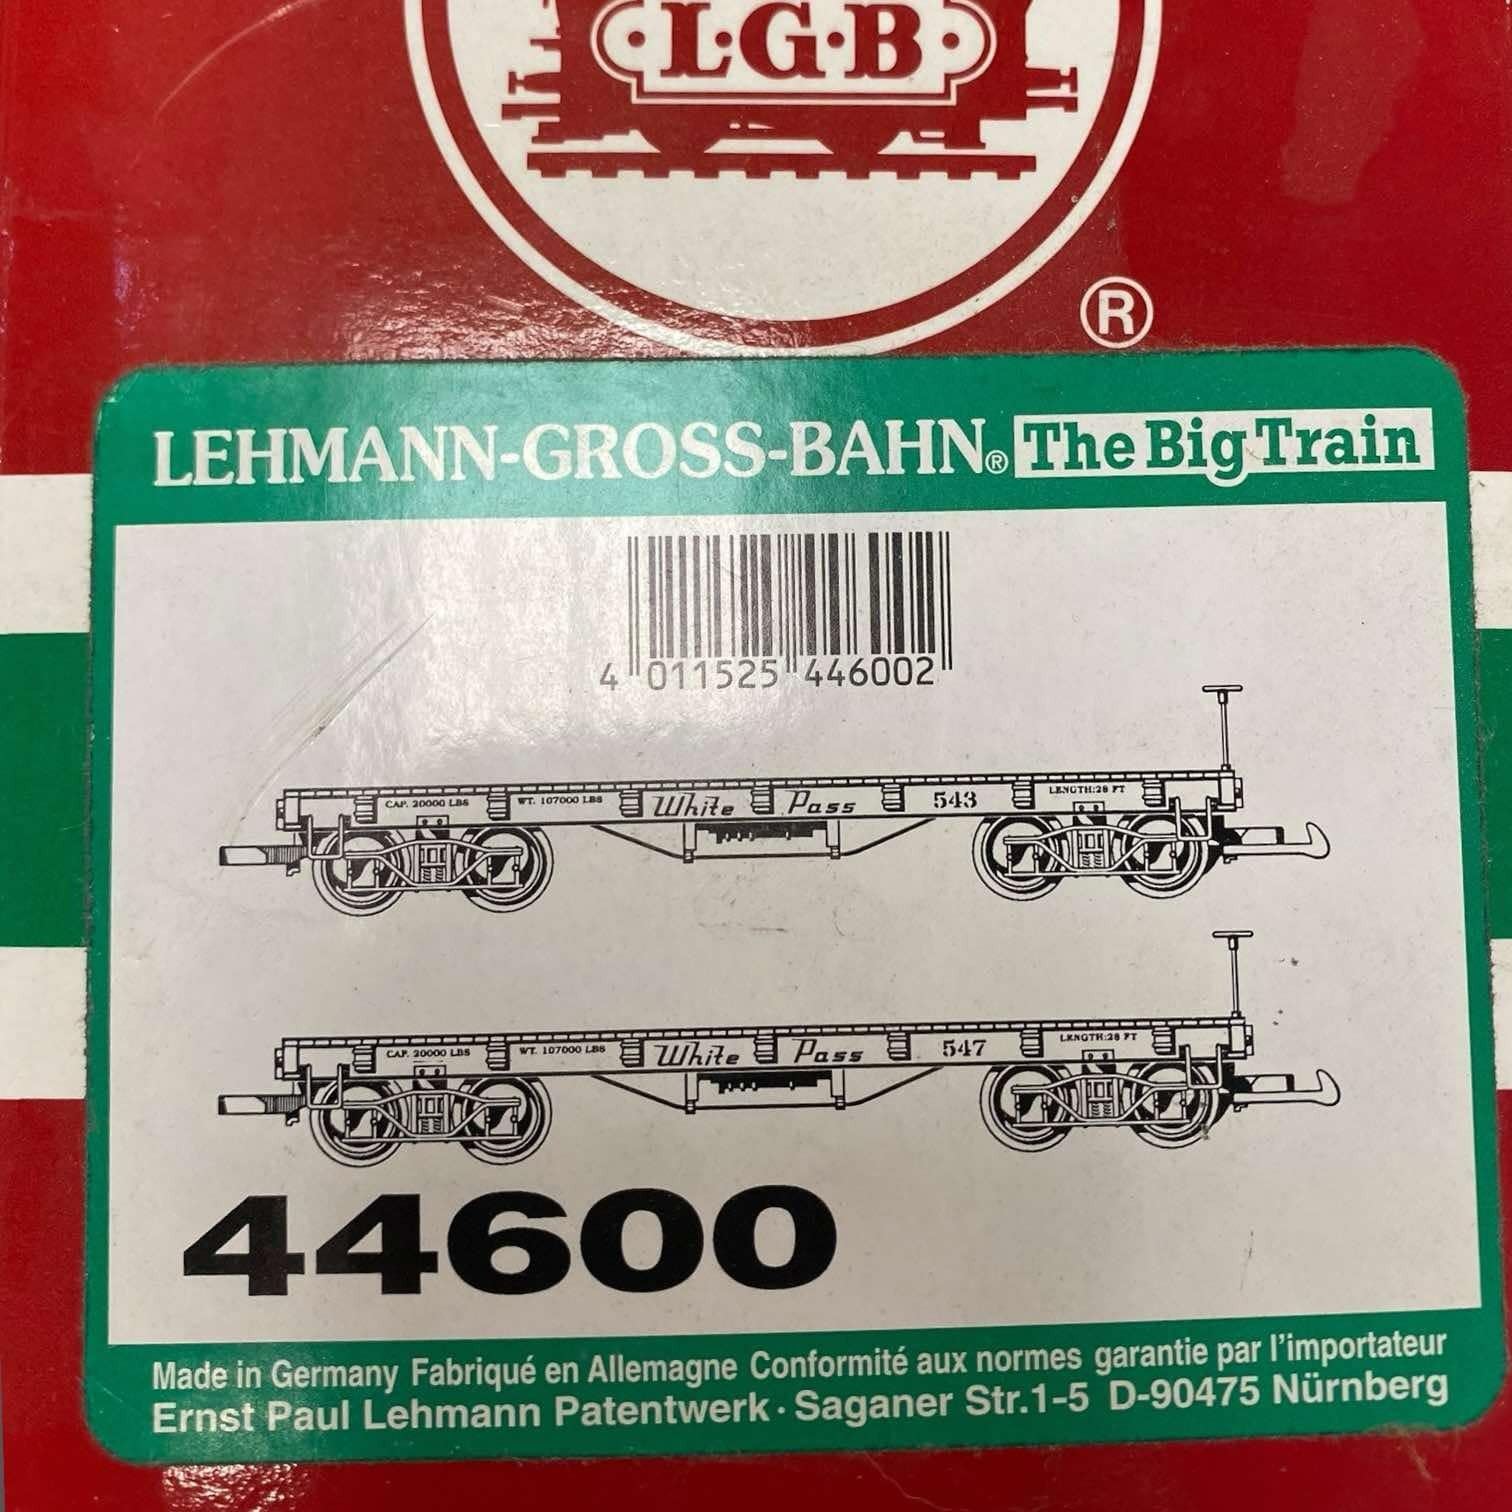 L·G·B
®
LEHMANN-GROSS-BAHN® The Big Train
4 011525 446002
CAP. 20000 LBS WT. 107000 LBS White Pass 543 LENGTH:28 FT
CAP. 20000 LBS WT. 107000 LBS White Pass 547 LENGTH:28 FT
44600
Made in Germany Fabriqué en Allemagne Conformité aux normes garantie par l'importateur
Ernst Paul Lehmann Patentwerk · Saganer Str.1-5 D-90475 Nürnberg